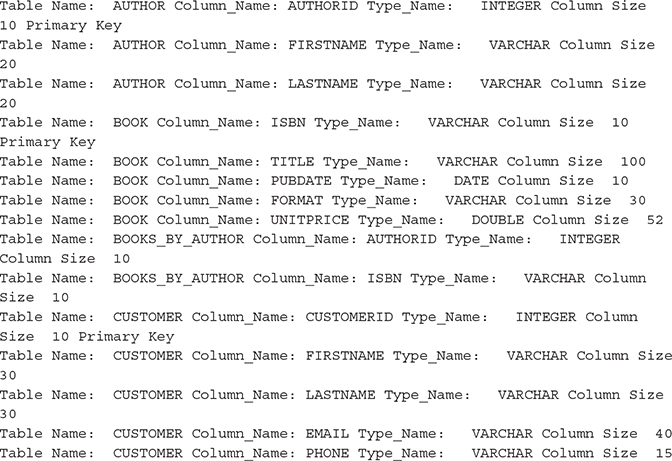 Table Name:  AUTHOR Column_Name: AUTHORID Type_Name:   INTEGER Column Size
10 Primary Key
Table Name:  AUTHOR Column_Name: FIRSTNAME Type_Name:   VARCHAR Column Size
20
Table Name:  AUTHOR Column_Name: LASTNAME Type_Name:   VARCHAR Column Size
20
Table Name:  BOOK Column_Name: ISBN Type_Name:   VARCHAR Column Size  10
Primary Key
Table Name:  BOOK Column_Name: TITLE Type_Name:   VARCHAR Column Size  100
Table Name:  BOOK Column_Name: PUBDATE Type_Name:   DATE Column Size  10
Table Name:  BOOK Column_Name: FORMAT Type_Name:   VARCHAR Column Size  30
Table Name:  BOOK Column_Name: UNITPRICE Type_Name:   DOUBLE Column Size  52
Table Name:  BOOKS_BY_AUTHOR Column_Name: AUTHORID Type_Name:   INTEGER
Column Size  10
Table Name:  BOOKS_BY_AUTHOR Column_Name: ISBN Type_Name:   VARCHAR Column
Size  10
Table Name:  CUSTOMER Column_Name: CUSTOMERID Type_Name:   INTEGER Column
Size  10 Primary Key
Table Name:  CUSTOMER Column_Name: FIRSTNAME Type_Name:   VARCHAR Column Size
30
Table Name:  CUSTOMER Column_Name: LASTNAME Type_Name:   VARCHAR Column Size
30
Table Name:  CUSTOMER Column_Name: EMAIL Type_Name:   VARCHAR Column Size  40
Table Name:  CUSTOMER Column_Name: PHONE Type_Name:   VARCHAR Column Size  15